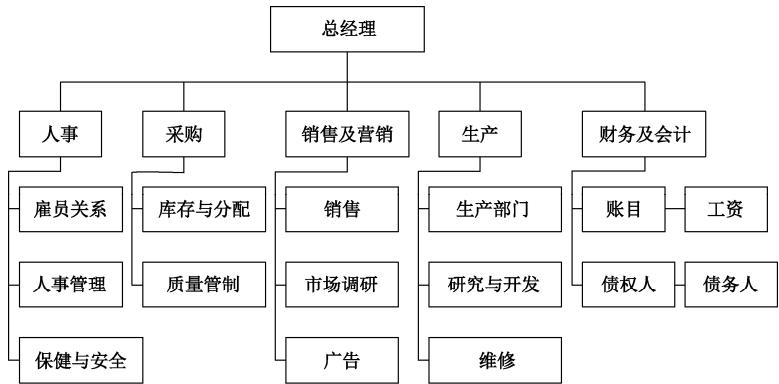 总经理
人事
采购
销售及营销
生产
财务及会计
雇员关系
库存与分配
销售
生产部门
账目
工资
人事管理
质量管制
市场调研
研究与开发
债权人
债务人
保健与安全
广告
维修